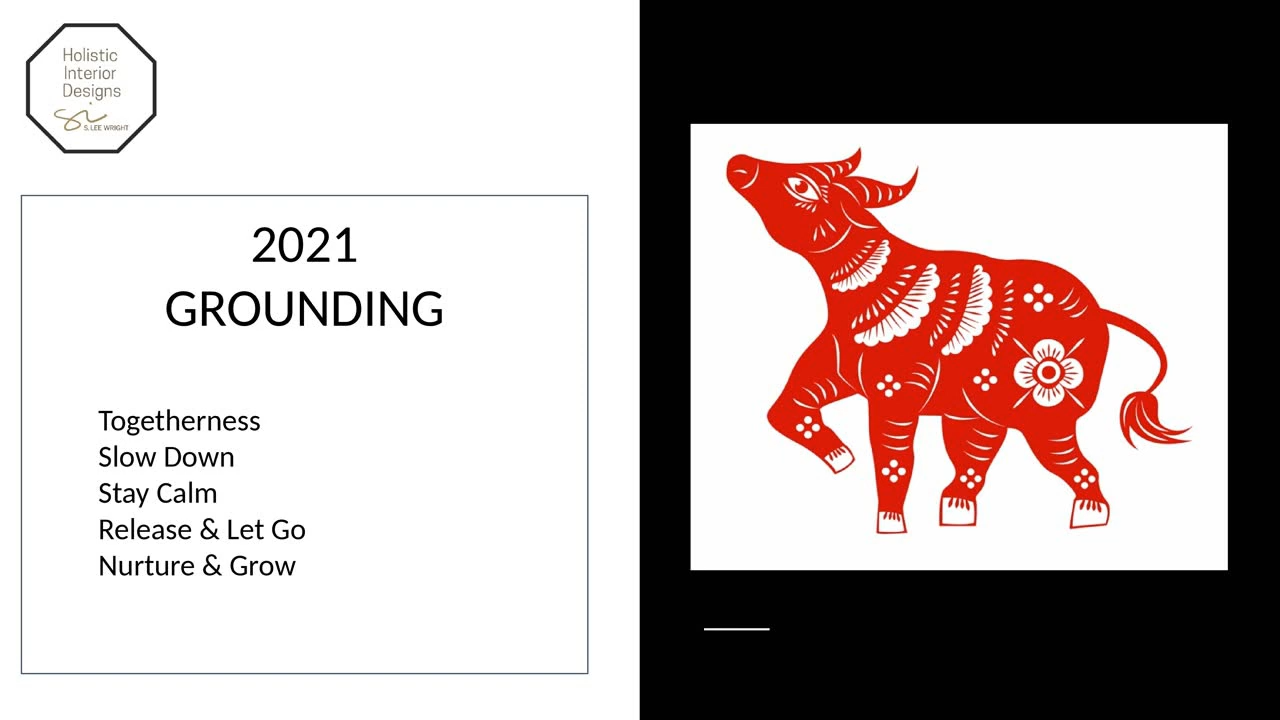 Holistic
Interior
Designs
S. LEE WRIGHT
2021
GROUNDING
Togetherness
Slow Down
Stay Calm
Release & Let Go
Nurture & Grow